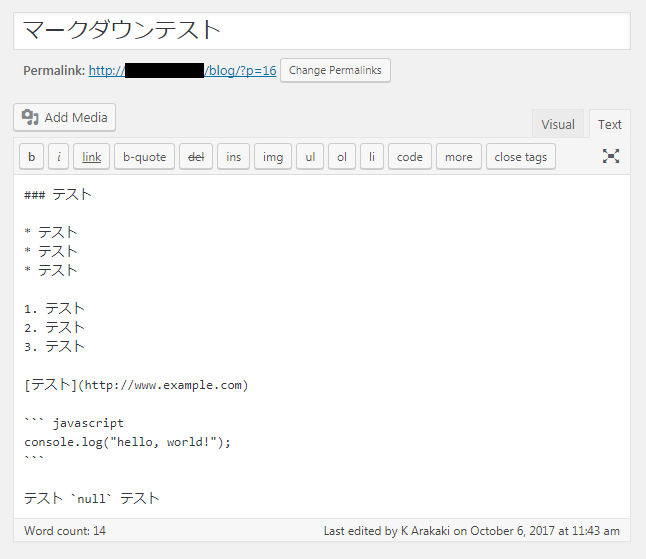 マークダウンテスト
Permalink: http:// /blog/?p=16 Change Permalinks
Add Media
Visual Text
b i link b-quote del ins img ul ol li code more close tags
### テスト
* テスト
* テスト
* テスト
1. テスト
2. テスト
3. テスト
[テスト](http://www.example.com)
``` javascript
console.log("hello, world!");
```
テスト `null` テスト
Word count: 14 Last edited by K Arakaki on October 6, 2017 at 11:43 am